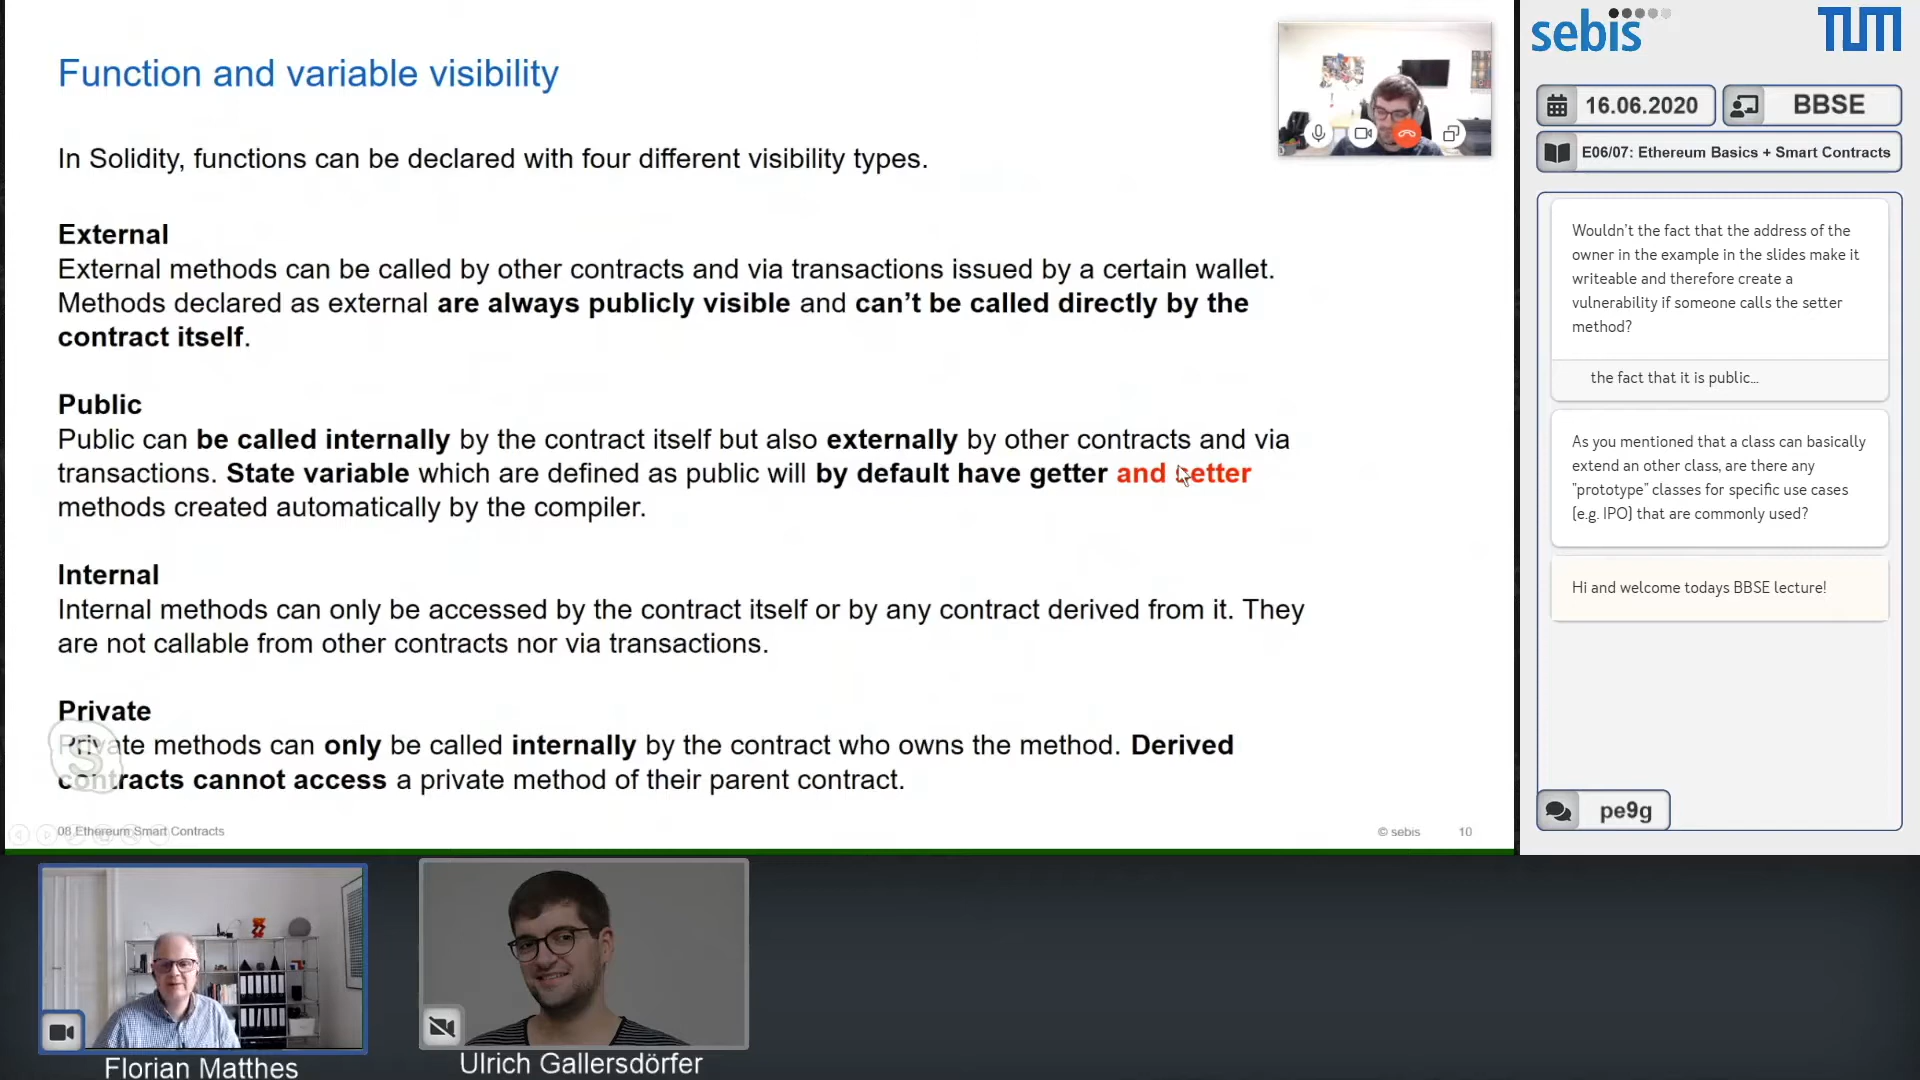 Function and variable visibility
In Solidity, functions can be declared with four different visibility types.
External
External methods can be called by other contracts and via transactions issued by a certain wallet.
Methods declared as external are always publicly visible and can’t be called directly by the
contract itself.
Public
Public can be called internally by the contract itself but also externally by other contracts and via
transactions. State variable which are defined as public will by default have getter and setter
methods created automatically by the compiler.
Internal
Internal methods can only be accessed by the contract itself or by any contract derived from it. They
are not callable from other contracts nor via transactions.
Private
Private methods can only be called internally by the contract who owns the method. Derived
contracts cannot access a private method of their parent contract.
08 Ethereum Smart Contracts
© sebis
10
sebis
TUM
16.06.2020
BBSE
E06/07: Ethereum Basics + Smart Contracts
Wouldn't the fact that the address of the
owner in the example in the slides make it
writeable and therefore create a
vulnerability if someone calls the setter
method?
the fact that it is public...
As you mentioned that a class can basically
extend an other class, are there any
"prototype" classes for specific use cases
(e.g. IPO) that are commonly used?
Hi and welcome todays BBSE lecture!
pe9g
Florian Matthes
Ulrich Gallersdörfer